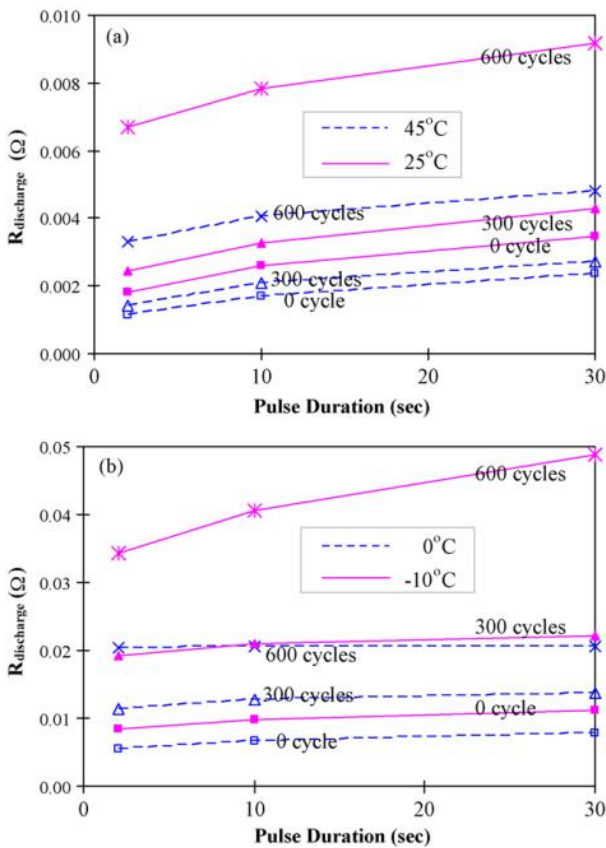 (a)
0.010
0.008
0.006
0.004
0.002
0.000
R_discharge (Ω)
600 cycles
45°C
25°C
600 cycles
300 cycles
0 cycle
300 cycles
0 cycle
0 10 20 30
Pulse Duration (sec)
(b)
0.05
0.04
0.03
0.02
0.01
0.00
R_discharge (Ω)
600 cycles
0°C
-10°C
300 cycles
600 cycles
300 cycles
0 cycle
0 cycle
0 10 20 30
Pulse Duration (sec)